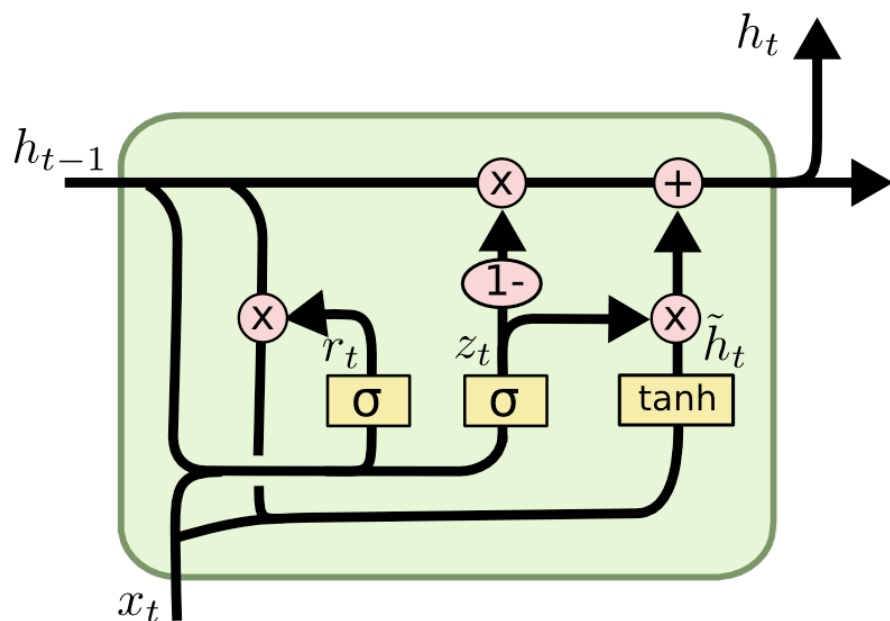 h_t
h_{t-1}
x
+
1-
x
r_t
z_t
x
h̃_t
σ
σ
tanh
x_t